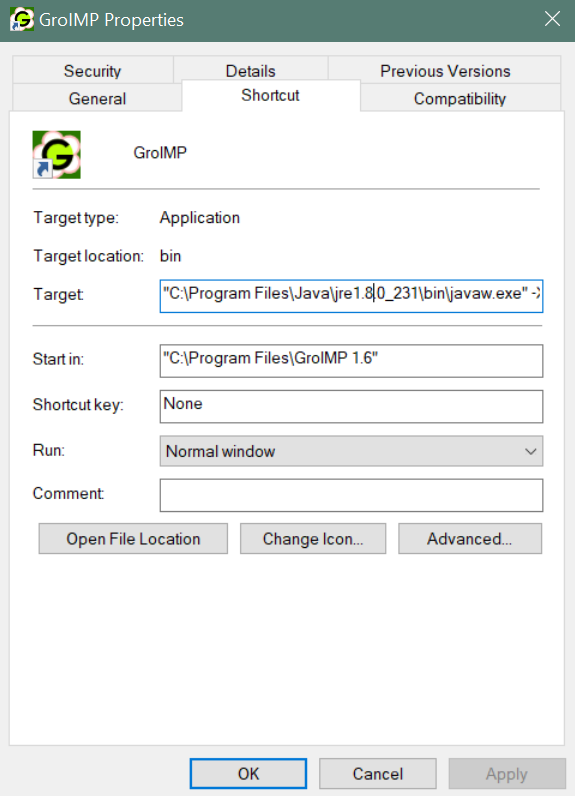 GroIMP Properties
Security Details Previous Versions
General Shortcut Compatibility
GroIMP
Target type: Application
Target location: bin
Target: "C:\Program Files\Java\jre1.8.0_231\bin\javaw.exe" -X
Start in: "C:\Program Files\GroIMP 1.6"
Shortcut key: None
Run: Normal window
Comment:
Open File Location Change Icon... Advanced...
OK Cancel Apply